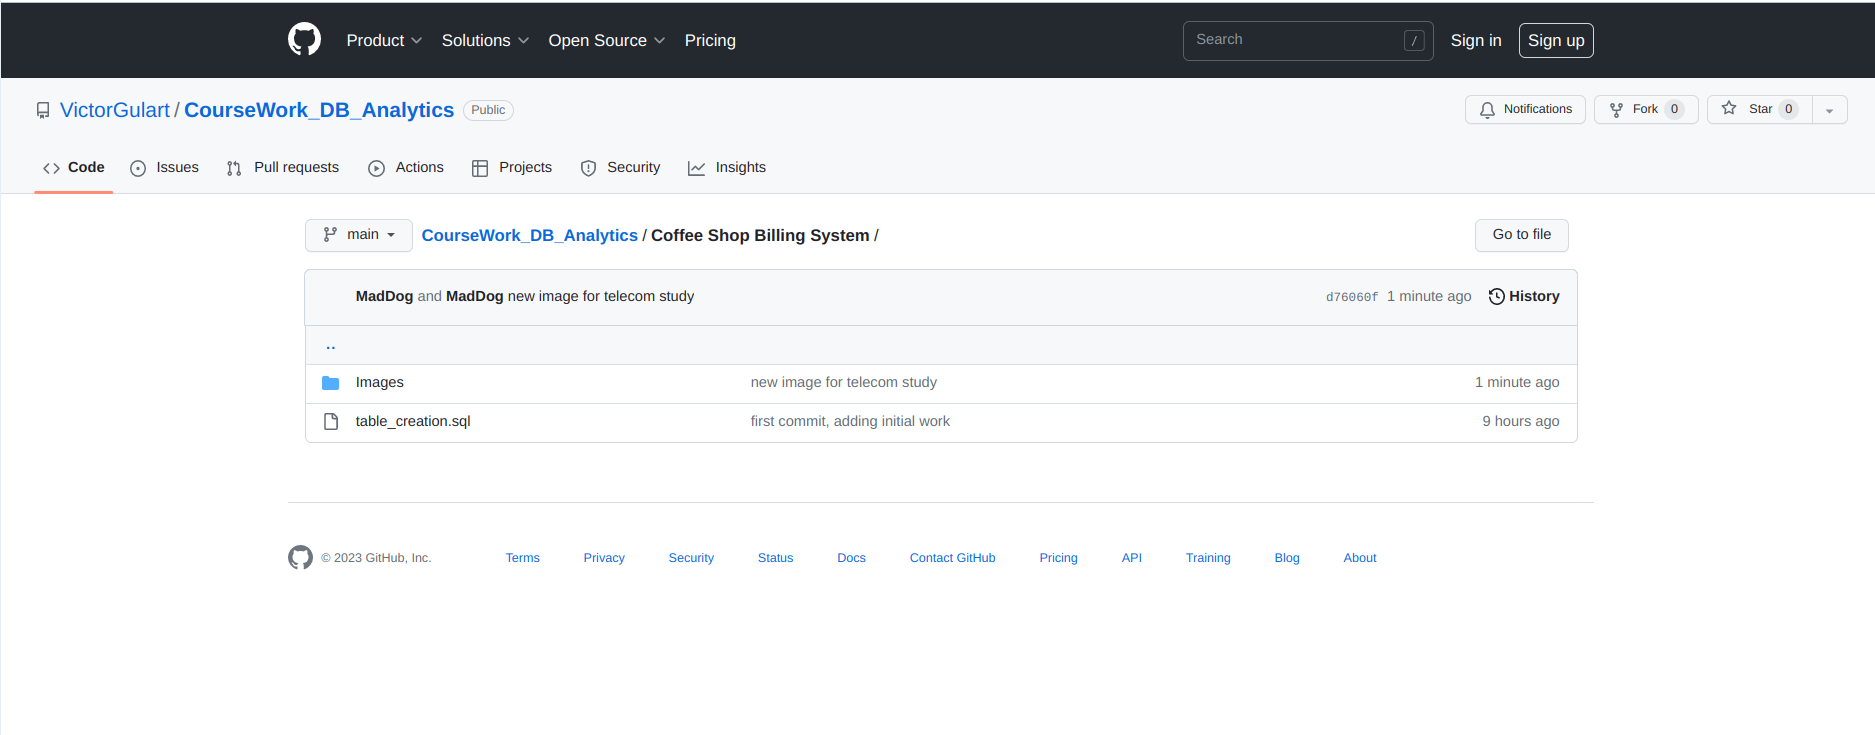 Product Solutions Open Source Pricing Search / Sign in Sign up
VictorGulart / CourseWork_DB_Analytics Public Notifications Fork 0 Star 0
Code Issues Pull requests Actions Projects Security Insights
main CourseWork_DB_Analytics / Coffee Shop Billing System / Go to file
MadDog and MadDog new image for telecom study d76060f 1 minute ago History
..
Images new image for telecom study 1 minute ago
table_creation.sql first commit, adding initial work 9 hours ago
© 2023 GitHub, Inc. Terms Privacy Security Status Docs Contact GitHub Pricing API Training Blog About